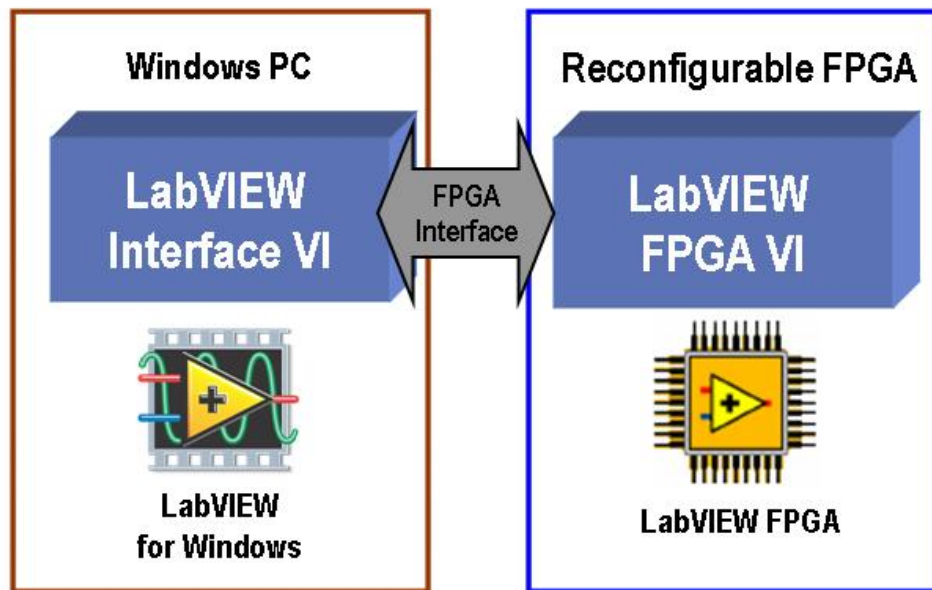 Windows PC
LabVIEW
Interface VI
LabVIEW
for Windows
FPGA
Interface
Reconfigurable FPGA
LabVIEW
FPGA VI
LabVIEW FPGA